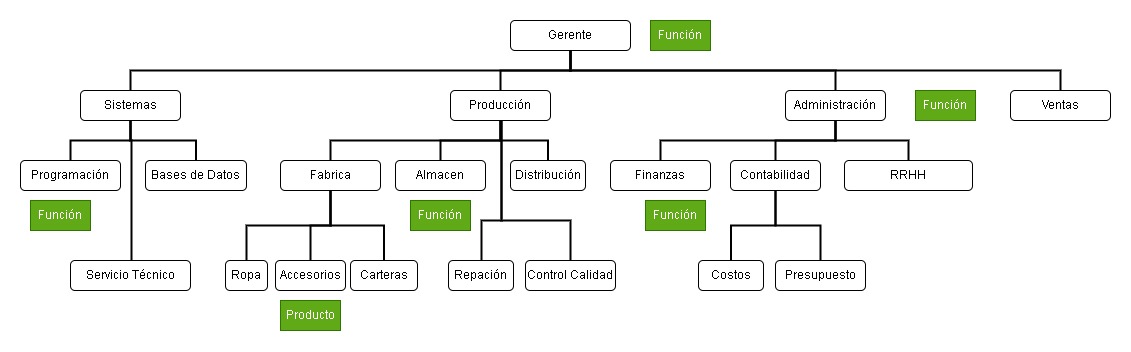 Gerente
Función
Sistemas
Producción
Administración
Función
Ventas
Programación
Bases de Datos
Fabrica
Almacen
Distribución
Finanzas
Contabilidad
RRHH
Función
Función
Función
Servicio Técnico
Ropa
Accesorios
Carteras
Repación
Control Calidad
Costos
Presupuesto
Producto